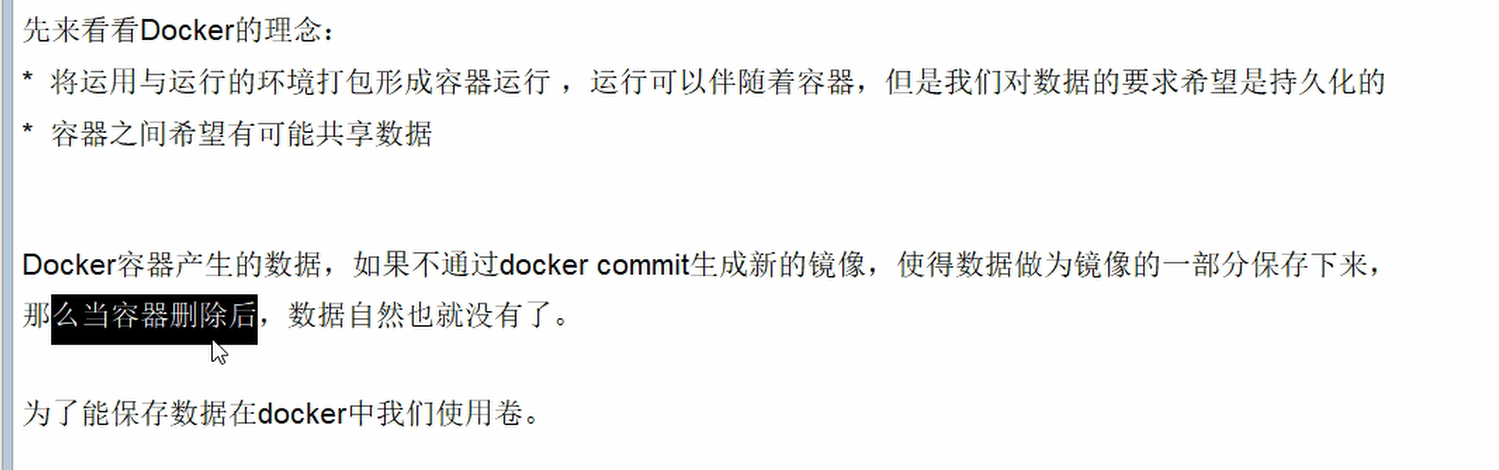 先来看看Docker的理念：
* 将运用与运行的环境打包形成容器运行 ，运行可以伴随着容器，但是我们对数据的要求希望是持久化的
* 容器之间希望有可能共享数据
Docker容器产生的数据，如果不通过docker commit生成新的镜像，使得数据做为镜像的一部分保存下来，
那么当容器删除后，数据自然也就没有了。
为了能保存数据在docker中我们使用卷。